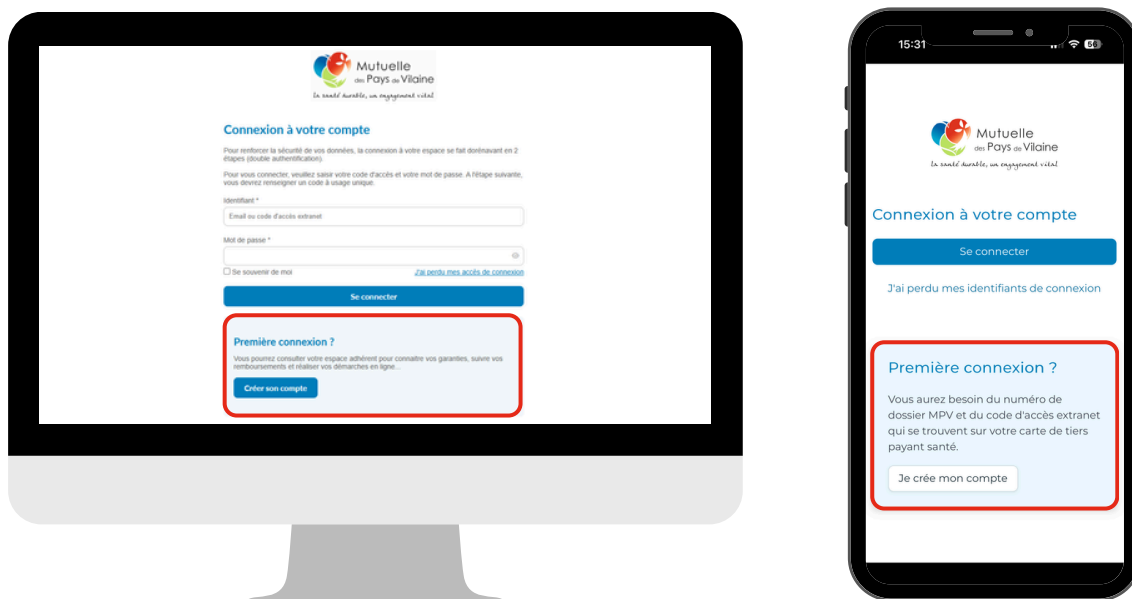 Mutuelle
des Pays de Vilaine
la santé durable, un engagement vital
Connexion à votre compte
Pour renforcer la sécurité de vos données, la connexion à votre espace se fait dorénavant en 2
étapes (double authentification).
Pour vous connecter, veuillez saisir votre code d'accès et votre mot de passe. A l'étape suivante,
vous devrez renseigner un code à usage unique.
Identifiant *
Email ou code d'accès extranet
Mot de passe *
Se souvenir de moi
J'ai perdu mes accès de connexion
Se connecter
Première connexion ?
Vous pourrez consulter votre espace adhérent pour connaitre vos garanties, suivre vos
remboursements et réaliser vos démarches en ligne...
Créer son compte
15:31
56
Mutuelle
des Pays de Vilaine
la santé durable, un engagement vital
Connexion à votre compte
Se connecter
J'ai perdu mes identifiants de connexion
Première connexion ?
Vous aurez besoin du numéro de
dossier MPV et du code d'accès extranet
qui se trouvent sur votre carte de tiers
payant santé.
Je crée mon compte